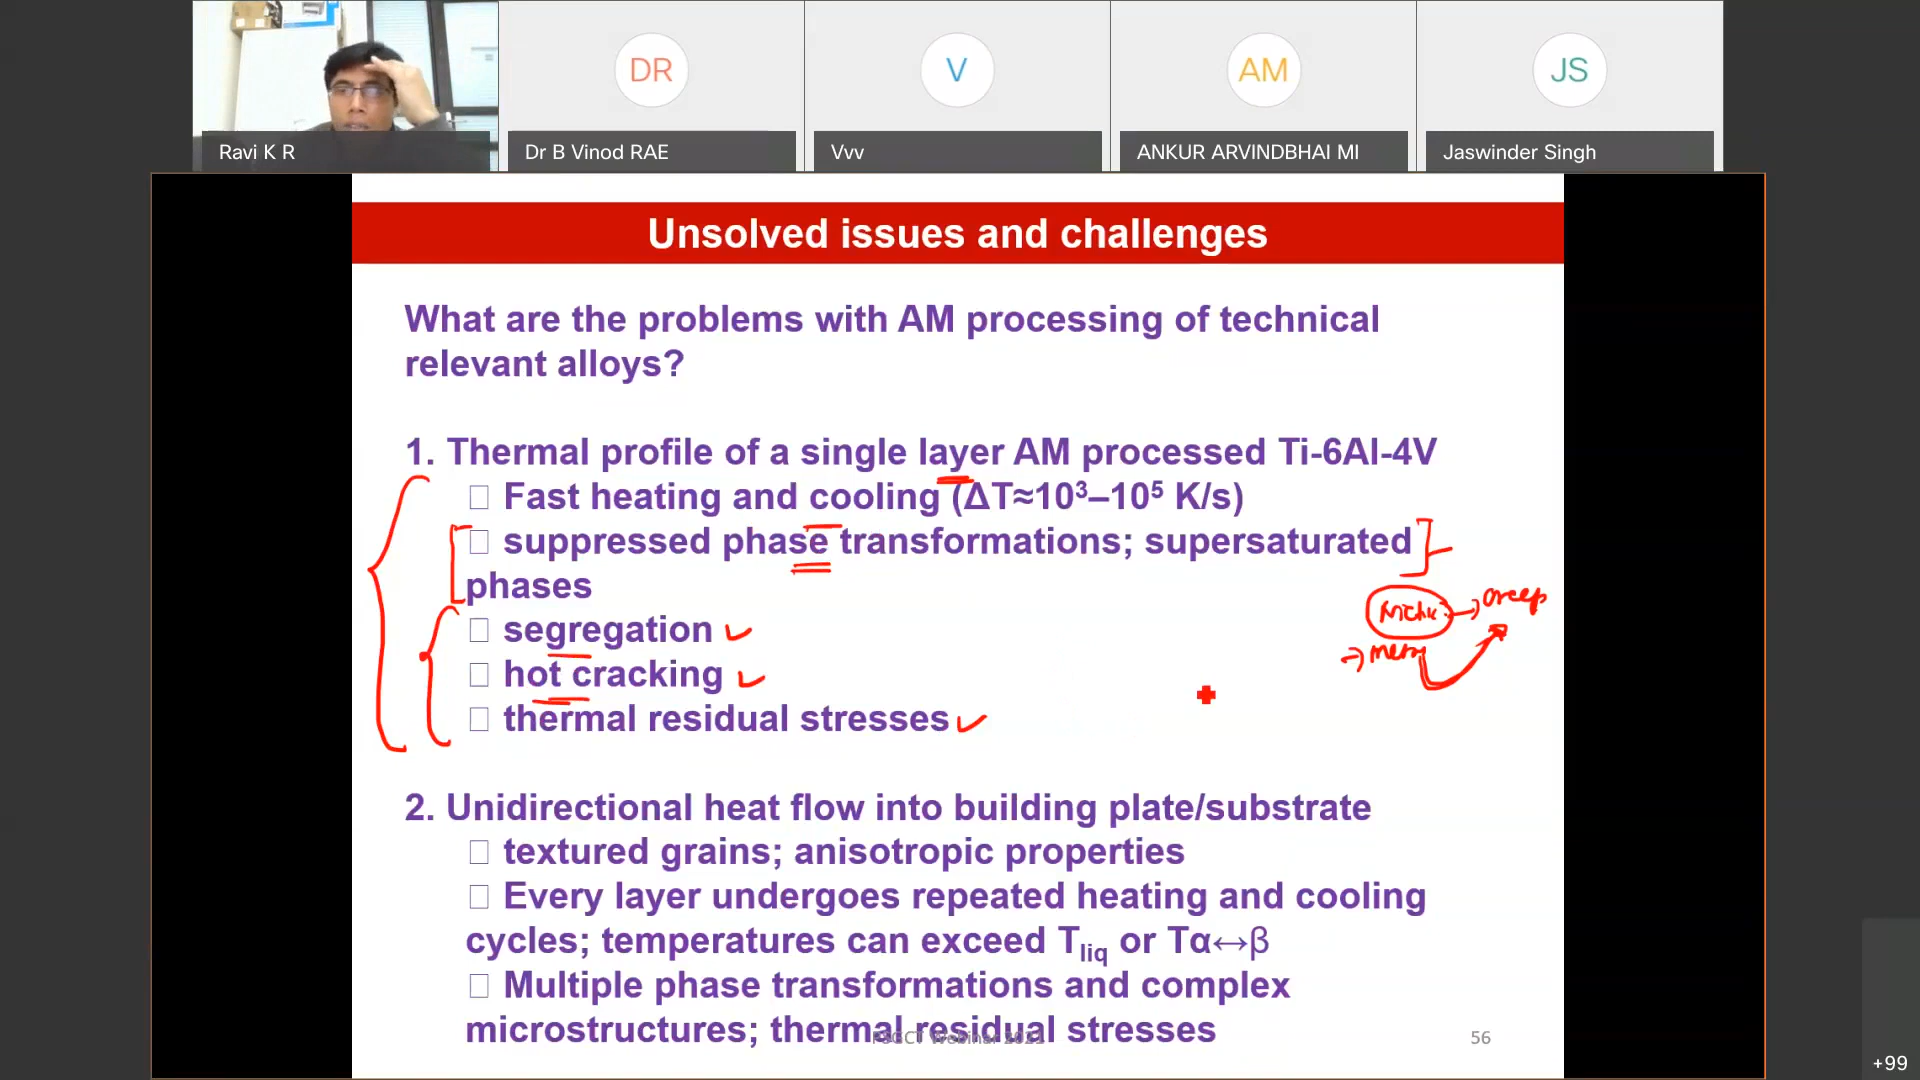 DR
V
AM
JS
Ravi K R
Dr B Vinod RAE
Vvv
ANKUR ARVINDBHAI MI
Jaswinder Singh
Unsolved issues and challenges
What are the problems with AM processing of technical
relevant alloys?
1. Thermal profile of a single layer AM processed Ti-6Al-4V
Fast heating and cooling (ΔT≈10³–10⁵ K/s)
suppressed phase transformations; supersaturated
phases
creep
segregation
hot cracking
thermal residual stresses
2. Unidirectional heat flow into building plate/substrate
textured grains; anisotropic properties
Every layer undergoes repeated heating and cooling
cycles; temperatures can exceed Tliq or Tα↔β
Multiple phase transformations and complex
microstructures; thermal residual stresses
PSGCT Webinar 2021
56
+99